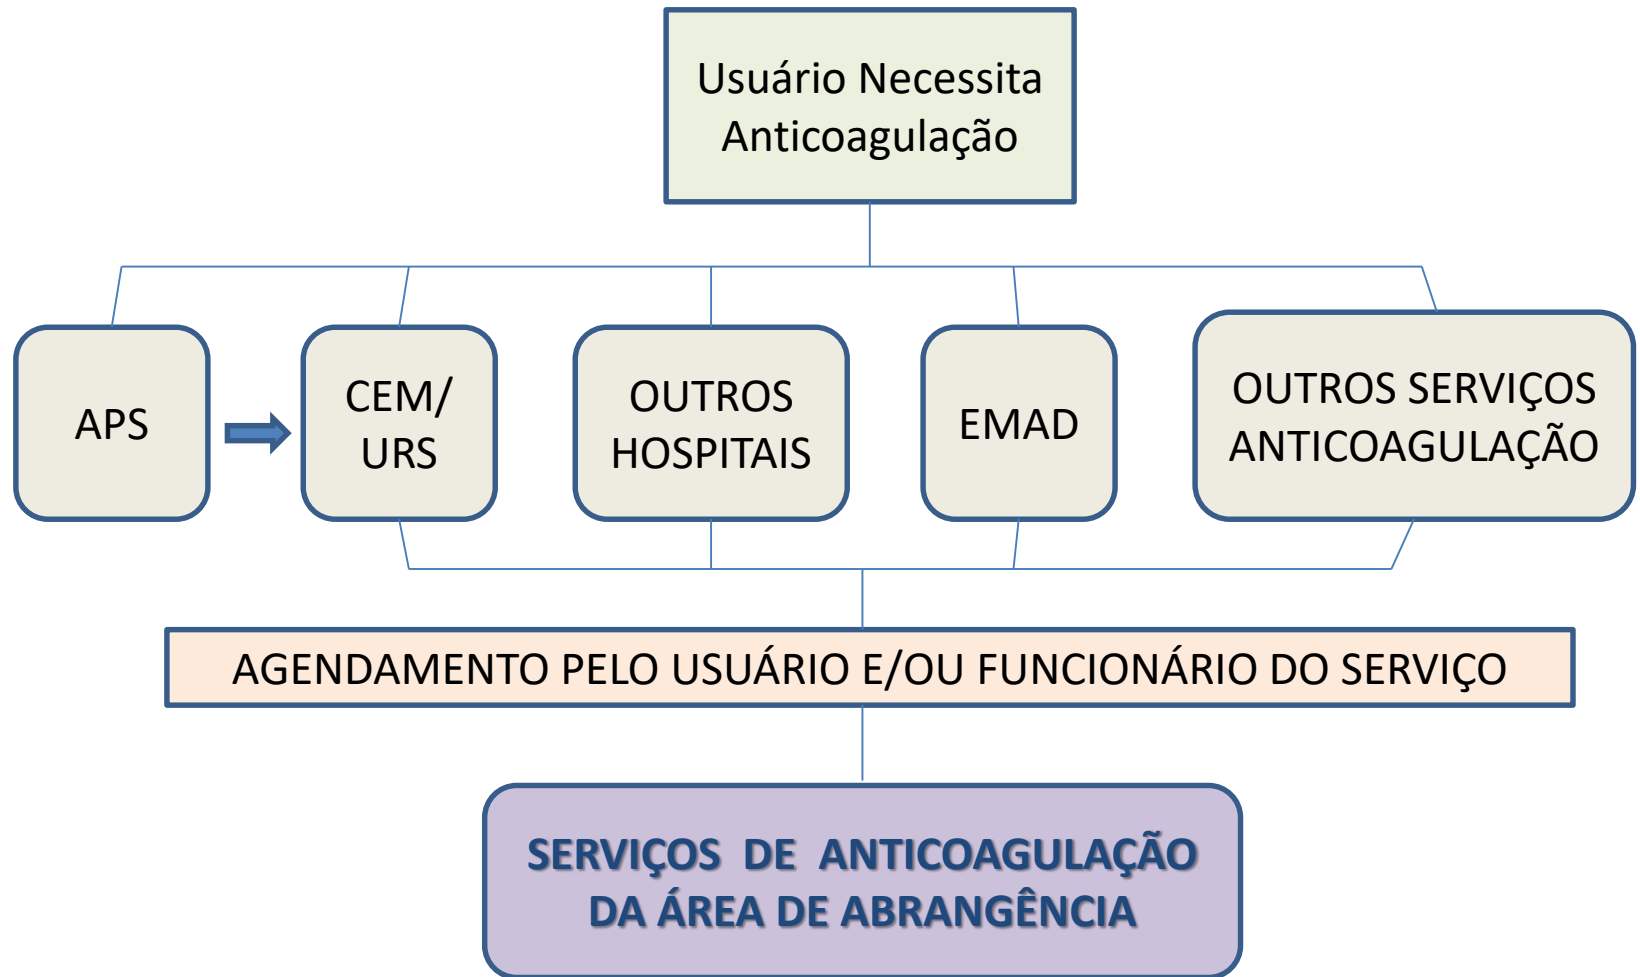 Usuário Necessita
Anticoagulação
APS
CEM/
URS
OUTROS
HOSPITAIS
EMAD
OUTROS SERVIÇOS
ANTICOAGULAÇÃO
AGENDAMENTO PELO USUÁRIO E/OU FUNCIONÁRIO DO SERVIÇO
SERVIÇOS DE ANTICOAGULAÇÃO
DA ÁREA DE ABRANGÊNCIA